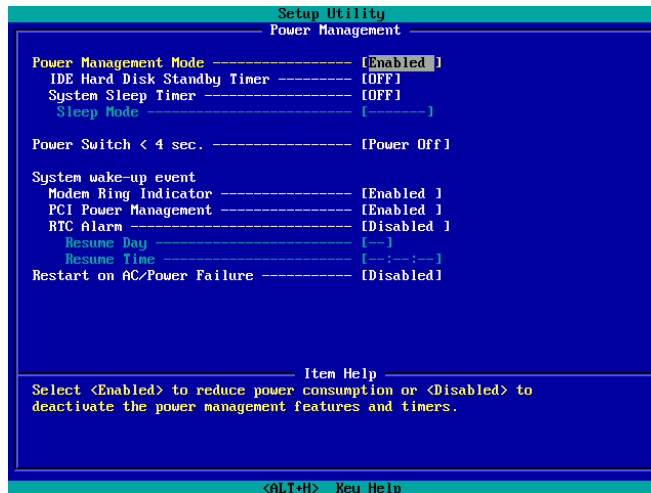 Setup Utility
Power Management
Power Management Mode ----------------- [Enabled ]
IDE Hard Disk Standby Timer --------- [OFF]
System Sleep Timer ------------------ [OFF]
Sleep Mode ------------------------- [-------]
Power Switch < 4 sec. ----------------- [Power Off]
System wake-up event
Modem Ring Indicator ---------------- [Enabled ]
PCI Power Management ---------------- [Enabled ]
RTC Alarm --------------------------- [Disabled ]
Resume Day ------------------------ [--]
Resume Time ----------------------- [--:--:--]
Restart on AC/Power Failure ----------- [Disabled]
Item Help
Select <Enabled> to reduce power consumption or <Disabled> to
deactivate the power management features and timers.
<ALT+H> Key Help